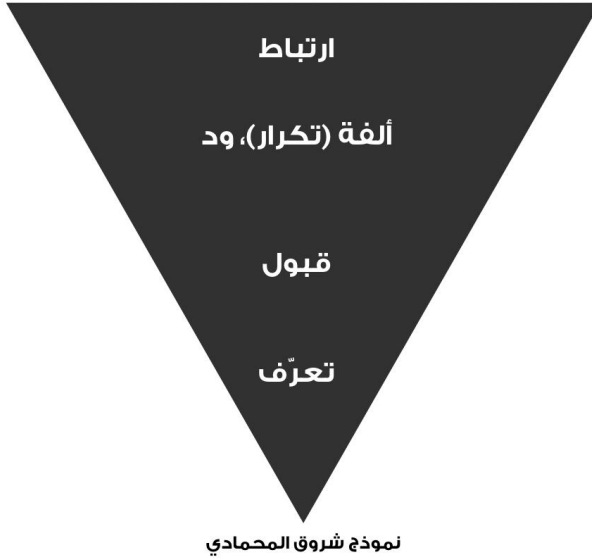 ارتباط
ألفة (تكرار)، ود
قبول
تعرّف
نموذج شروق المحمادي